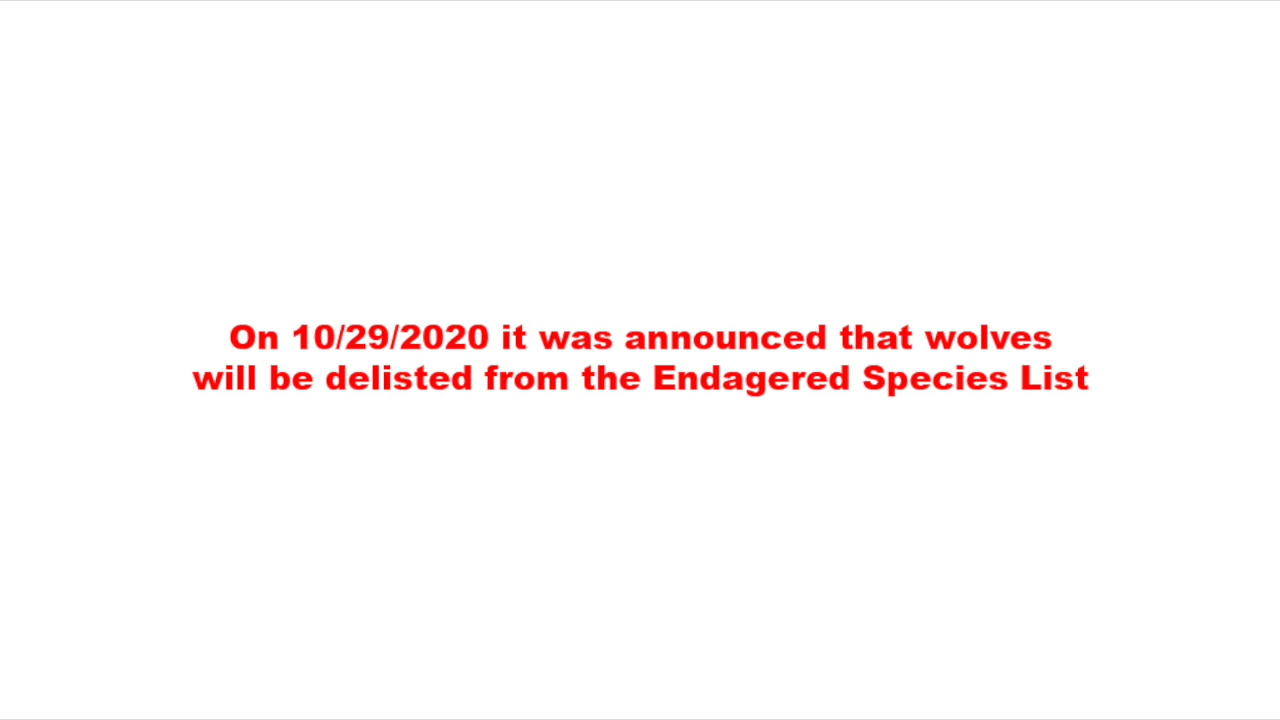 On 10/29/2020 it was announced that wolves
will be delisted from the Endagered Species List